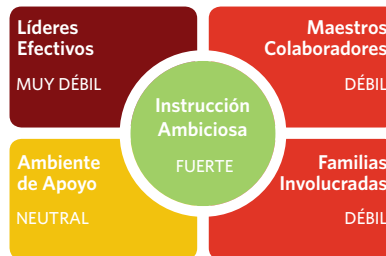 Líderes
Efectivos
MUY DÉBIL
Maestros
Colaboradores
DÉBIL
Instrucción
Ambiciosa
FUERTE
Ambiente
de Apoyo
NEUTRAL
Familias
Involucradas
DÉBIL